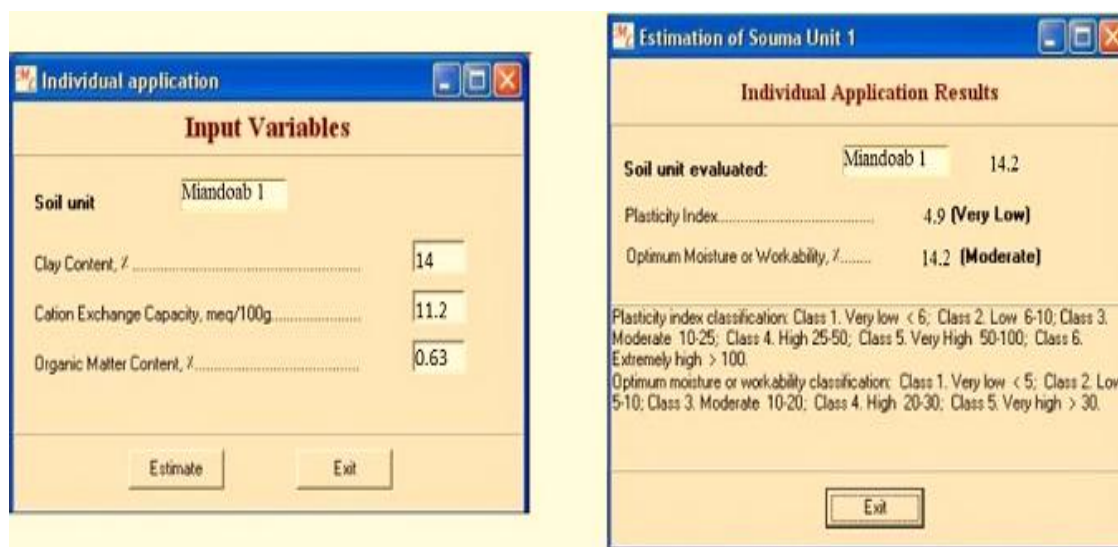 Individual application
Input Variables
Soil unit Miandoab 1
Clay Content, % ........ 14
Cation Exchange Capacity, meq/100g........ 11.2
Organic Matter Content, %........ 0.63
Estimate Exit
Estimation of Souma Unit 1
Individual Application Results
Soil unit evaluated: Miandoab 1 14.2
Plasticity Index........ 4.9 (Very Low)
Optimum Moisture or Workability, %........ 14.2 (Moderate)
Plasticity index classification: Class 1. Very low < 6; Class 2. Low 6-10; Class 3.
Moderate 10-25; Class 4. High 25-50; Class 5. Very High 50-100; Class 6.
Extremely high > 100.
Optimum moisture or workability classification: Class 1. Very low < 5; Class 2. Low
5-10; Class 3. Moderate 10-20; Class 4. High 20-30; Class 5. Very high > 30.
Exit